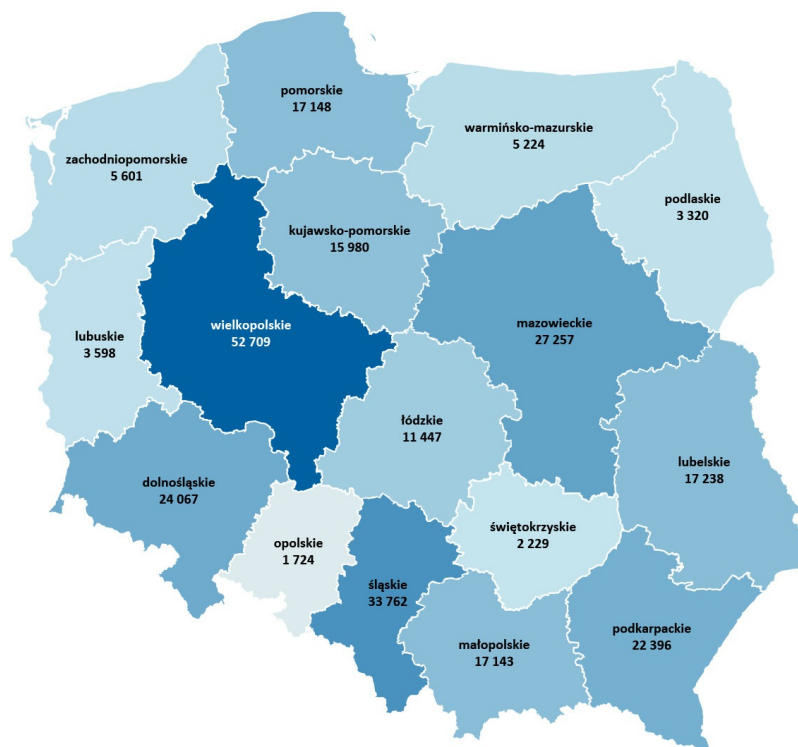 pomorskie
17 148
warmińsko-mazurskie
5 224
zachodniopomorskie
5 601
podlaskie
3 320
kujawsko-pomorskie
15 980
wielkopolskie
52 709
mazowieckie
27 257
lubuskie
3 598
łódzkie
11 447
lubelskie
17 238
dolnośląskie
24 067
świętokrzyskie
2 229
opolskie
1 724
śląskie
33 762
podkarpackie
22 396
małopolskie
17 143